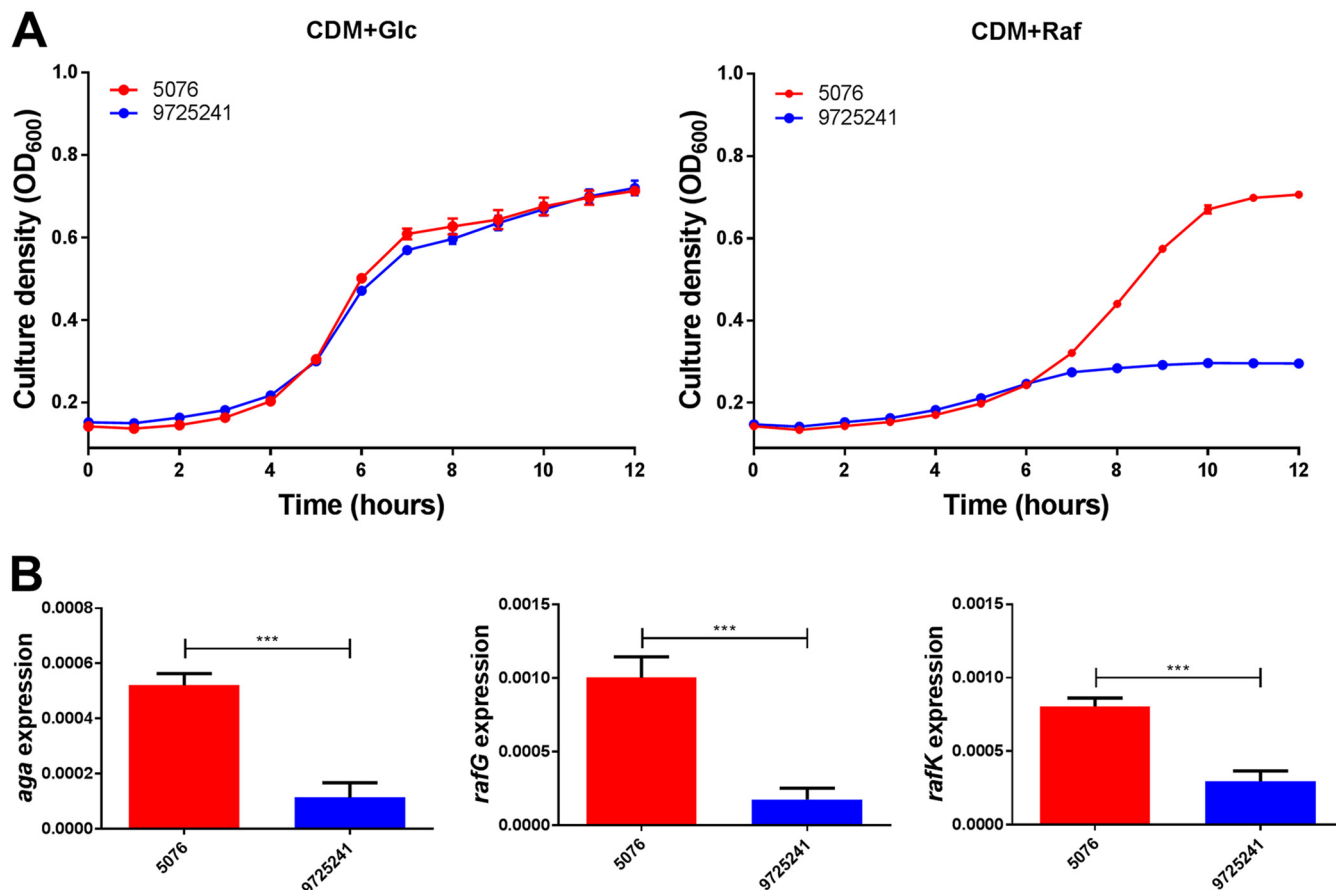 A
CDM+Glc
5076
9725241
Culture density (OD600)
1.0
0.8
0.6
0.4
0.2
0 2 4 6 8 10 12
Time (hours)
CDM+Raf
5076
9725241
Culture density (OD600)
1.0
0.8
0.6
0.4
0.2
0 2 4 6 8 10 12
Time (hours)
B
aga expression
0.0008
0.0006
0.0004
0.0002
0.0000
***
5076
9725241
rafG expression
0.0015
0.0010
0.0005
0.0000
***
5076
9725241
rafK expression
0.0015
0.0010
0.0005
0.0000
***
5076
9725241